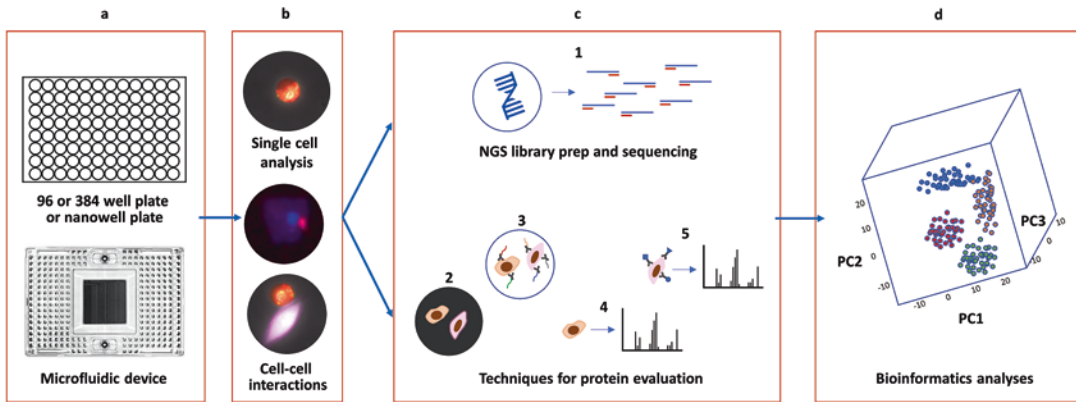 a
96 or 384 well plate
or nanowell plate
Microfluidic device
b
Single cell
analysis
Cell-cell
interactions
c
1
NGS library prep and sequencing
3
5
2
4
Techniques for protein evaluation
d
20
10
0
-10
PC2
-10
0
10
20
PC1
-10
0
10
PC3
Bioinformatics analyses